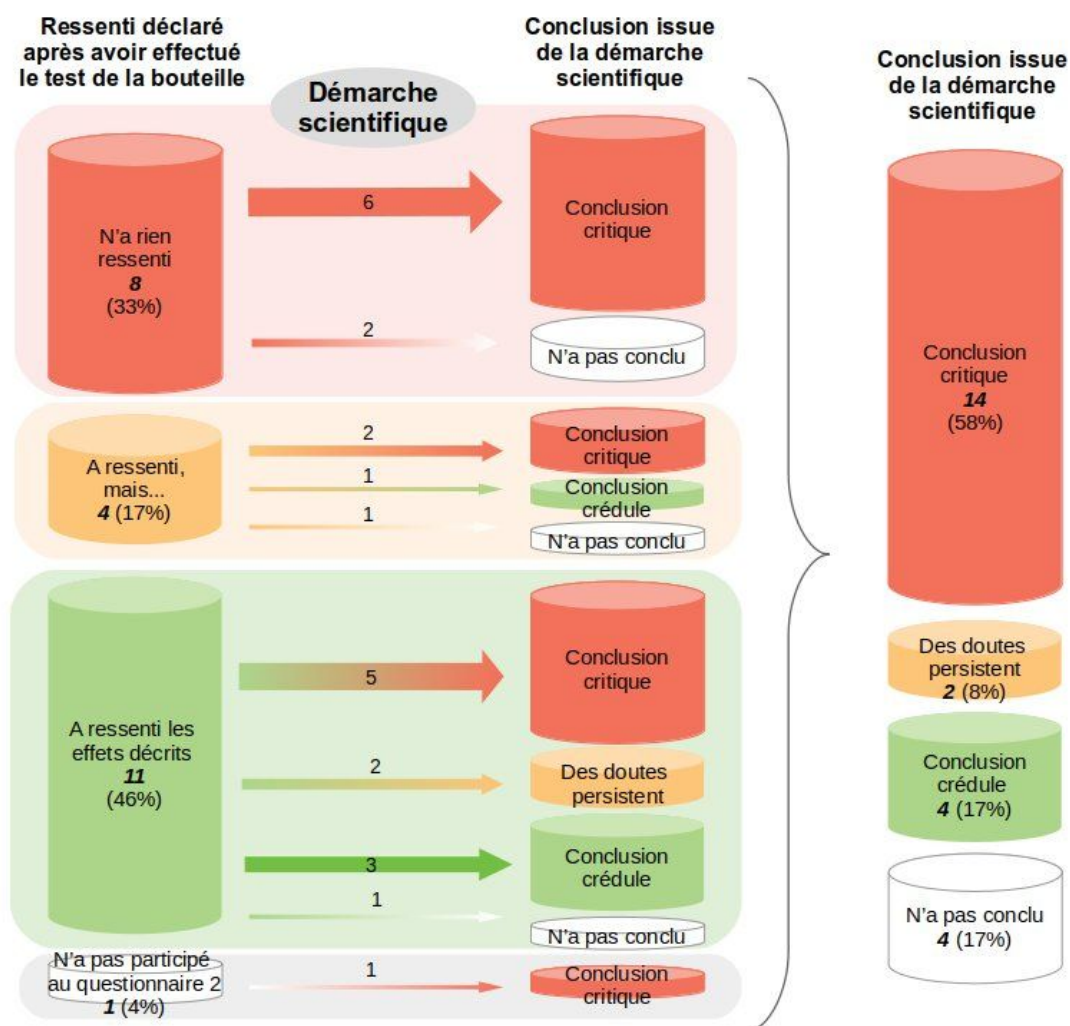 Ressenti déclaré
après avoir effectué
le test de la bouteille
Démarche
scientifique
Conclusion issue
de la démarche
scientifique
Conclusion issue
de la démarche
scientifique
N'a rien
ressenti
8
(33%)
6
Conclusion
critique
2
N'a pas conclu
A ressenti,
mais...
4 (17%)
2
Conclusion
critique
1
Conclusion
crédule
1
N'a pas conclu
A ressenti les
effets décrits
11
(46%)
5
Conclusion
critique
2
Des doutes
persistent
3
Conclusion
crédule
1
N'a pas conclu
N'a pas participé
au questionnaire 2
1 (4%)
1
Conclusion
critique
Conclusion
critique
14
(58%)
Des doutes
persistent
2 (8%)
Conclusion
crédule
4 (17%)
N'a pas conclu
4 (17%)